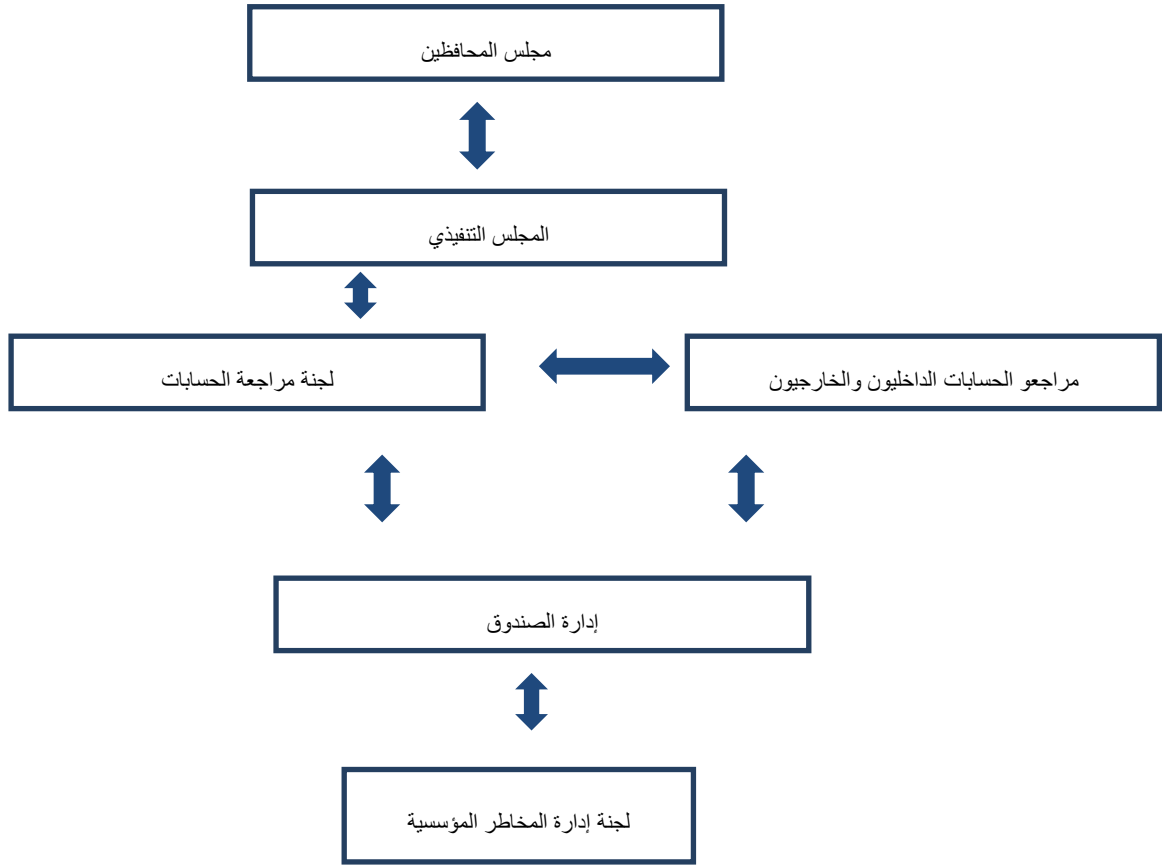 مجلس المحافظين
المجلس التنفيذي
مراجعو الحسابات الداخليون والخارجيون
لجنة مراجعة الحسابات
إدارة الصندوق
لجنة إدارة المخاطر المؤسسية